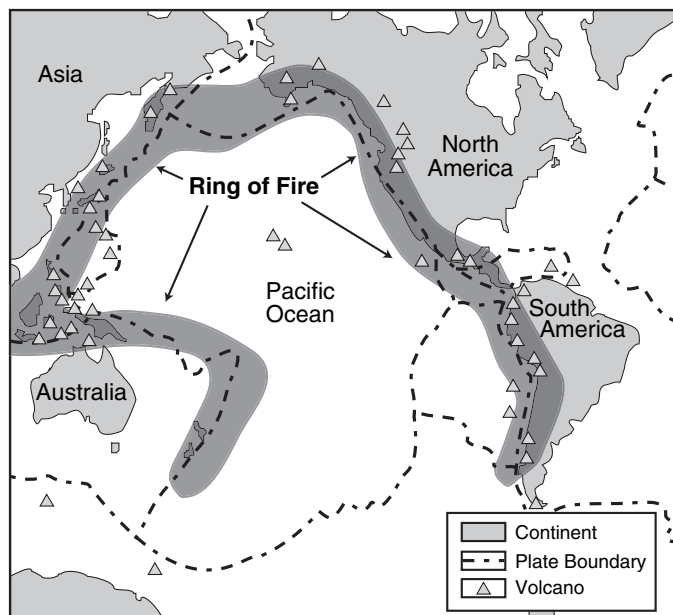 Asia
North
America
Ring of Fire
Pacific
Ocean
South
America
Australia
Continent
Plate Boundary
Volcano